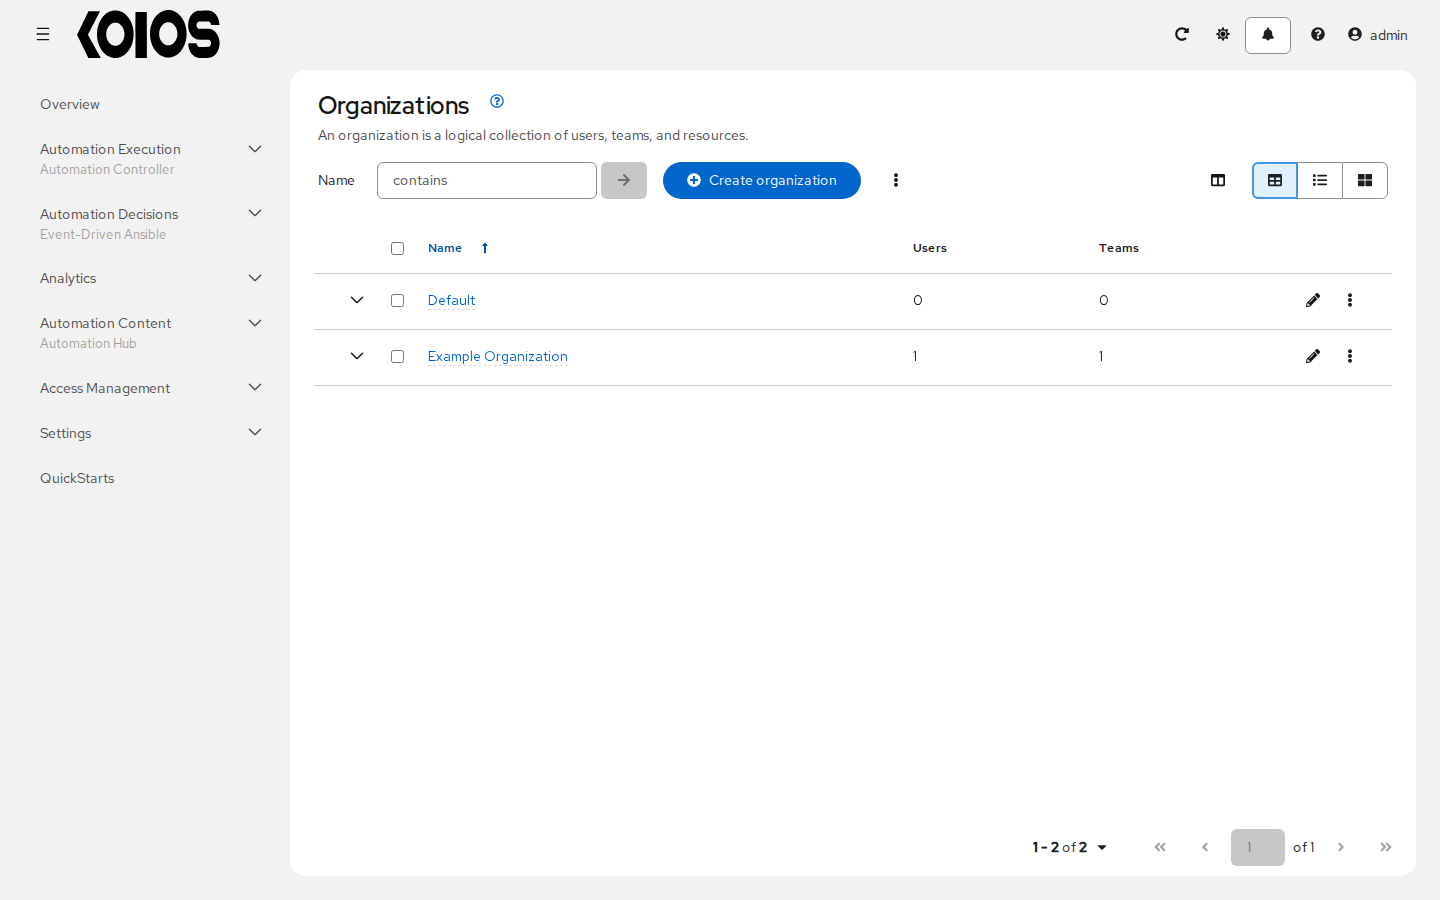 KOIOS
admin
Overview
Automation Execution
Automation Controller
Automation Decisions
Event-Driven Ansible
Analytics
Automation Content
Automation Hub
Access Management
Settings
QuickStarts
Organizations
An organization is a logical collection of users, teams, and resources.
Name contains Create organization
Name Users Teams
Default 0 0
Example Organization 1 1
1 - 2 of 2 1 of 1